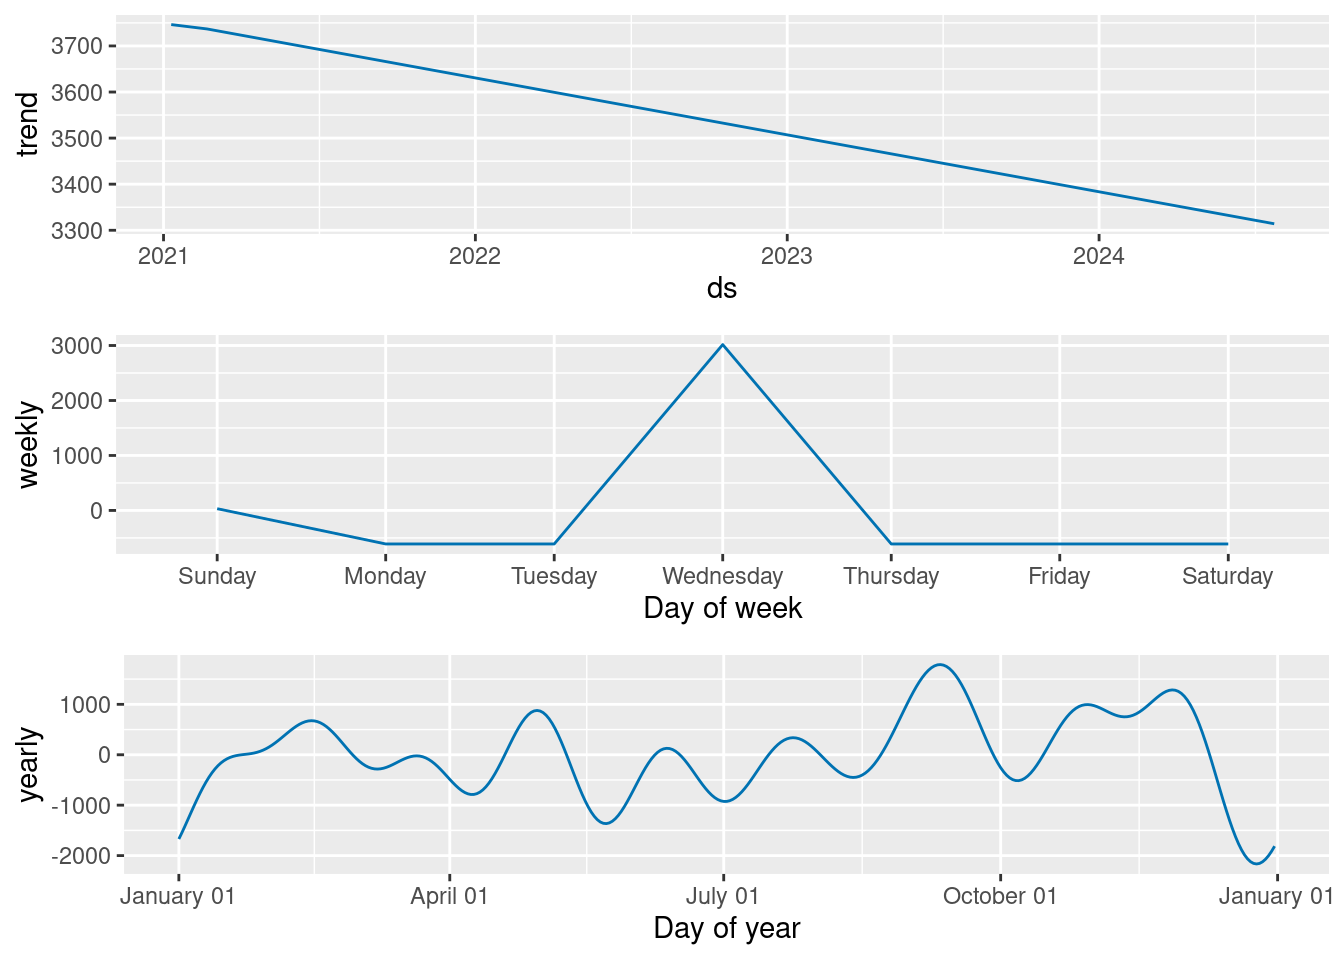 trend
3700
3600
3500
3400
3300
2021 2022 2023 2024
ds
weekly
3000
2000
1000
0
Sunday Monday Tuesday Wednesday Thursday Friday Saturday
Day of week
yearly
1000
0
-1000
-2000
January 01 April 01 July 01 October 01 January 01
Day of year